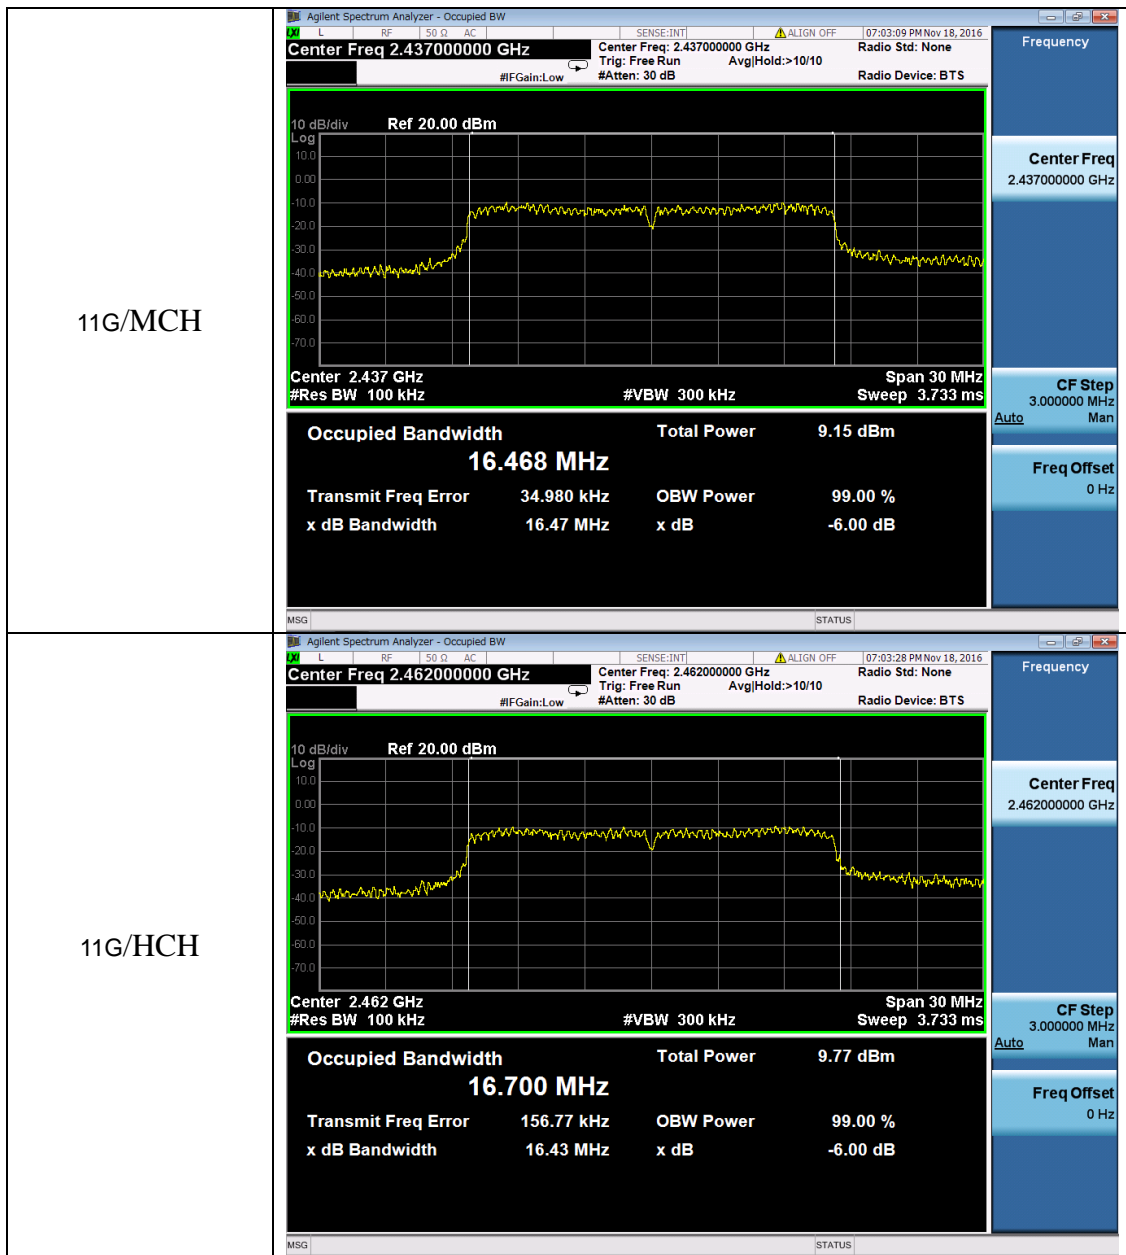 11G/MCH
Agilent Spectrum Analyzer - Occupied BW
LXI L RF 50 Ω AC SENSE:INT ALIGN OFF 07:03:09 PM Nov 18, 2016
Center Freq 2.437000000 GHz
Center Freq: 2.437000000 GHz
Radio Std: None
Trig: Free Run Avg|Hold:>10/10
#IFGain:Low #Atten: 30 dB Radio Device: BTS
10 dB/div Ref 20.00 dBm
Log
10.0
0.00
-10.0
-20.0
-30.0
-40.0
-50.0
-60.0
-70.0
Center 2.437 GHz Span 30 MHz
#Res BW 100 kHz #VBW 300 kHz Sweep 3.733 ms
Occupied Bandwidth Total Power 9.15 dBm
16.468 MHz
Transmit Freq Error 34.980 kHz OBW Power 99.00 %
x dB Bandwidth 16.47 MHz x dB -6.00 dB
MSG STATUS
Frequency
Center Freq
2.437000000 GHz
CF Step
3.000000 MHz
Auto Man
Freq Offset
0 Hz
11G/HCH
Agilent Spectrum Analyzer - Occupied BW
LXI L RF 50 Ω AC SENSE:INT ALIGN OFF 07:03:28 PM Nov 18, 2016
Center Freq 2.462000000 GHz
Center Freq: 2.462000000 GHz
Radio Std: None
Trig: Free Run Avg|Hold:>10/10
#IFGain:Low #Atten: 30 dB Radio Device: BTS
10 dB/div Ref 20.00 dBm
Log
10.0
0.00
-10.0
-20.0
-30.0
-40.0
-50.0
-60.0
-70.0
Center 2.462 GHz Span 30 MHz
#Res BW 100 kHz #VBW 300 kHz Sweep 3.733 ms
Occupied Bandwidth Total Power 9.77 dBm
16.700 MHz
Transmit Freq Error 156.77 kHz OBW Power 99.00 %
x dB Bandwidth 16.43 MHz x dB -6.00 dB
MSG STATUS
Frequency
Center Freq
2.462000000 GHz
CF Step
3.000000 MHz
Auto Man
Freq Offset
0 Hz